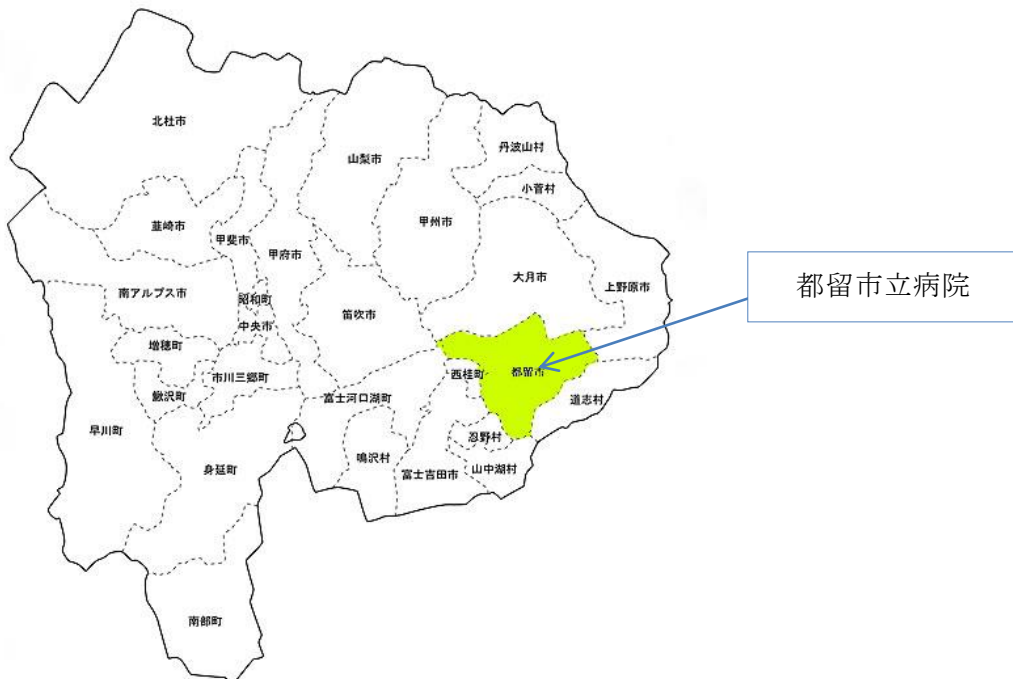 北杜市
丹波山村
山梨市
小菅村
甲州市
韮崎市
甲斐市
甲府市
大月市
上野原市
南アルプス市
昭和町
笛吹市
中央市
増穂町
市川三郷町
西桂町
都留市
鰍沢町
富士河口湖町
道志村
早川町
忍野村
鳴沢村
身延町
富士吉田市
山中湖村
南部町
都留市立病院